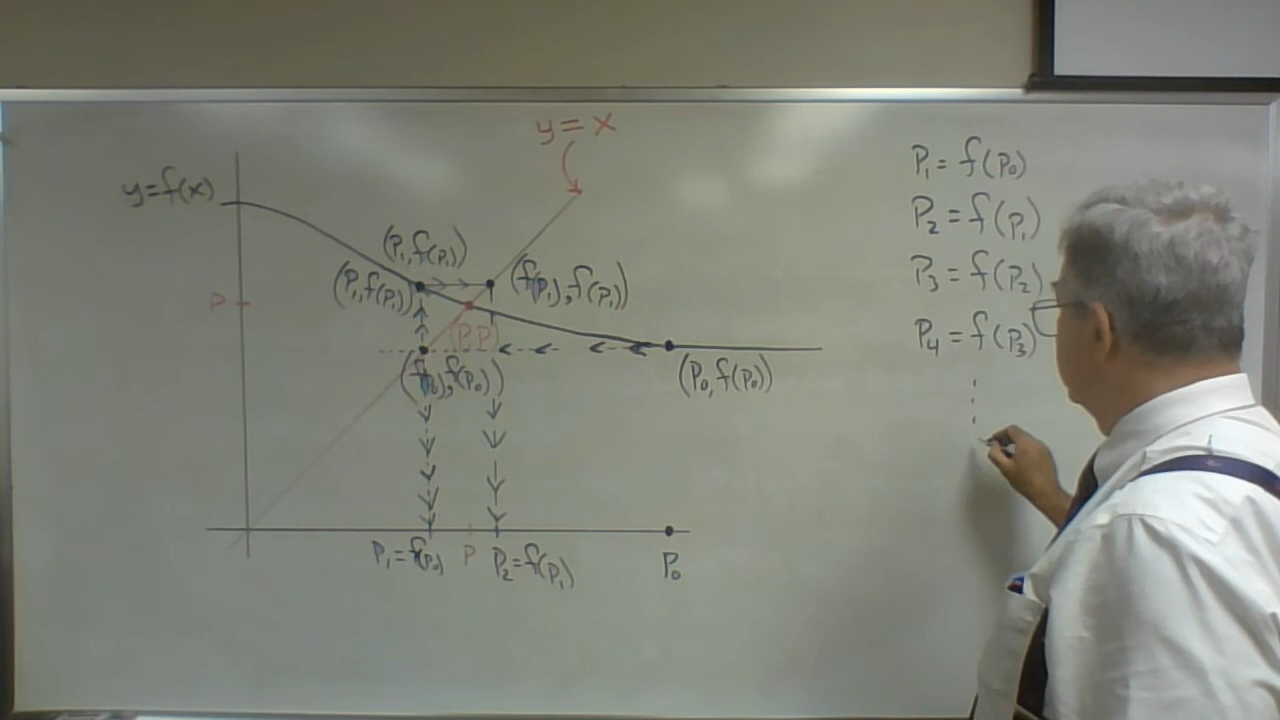 y = x
y=f(x)
(P₁, f(P₁))
(P₁, f(P₁))
(f(P₁), f(P₁))
P
(P,P)
(f(P₀), f(P₀))
(P₀, f(P₀))
P₁ = f(P₀)
P
P₂ = f(P₁)
P₀
P₁ = f(P₀)
P₂ = f(P₁)
P₃ = f(P₂)
P₄ = f(P₃)